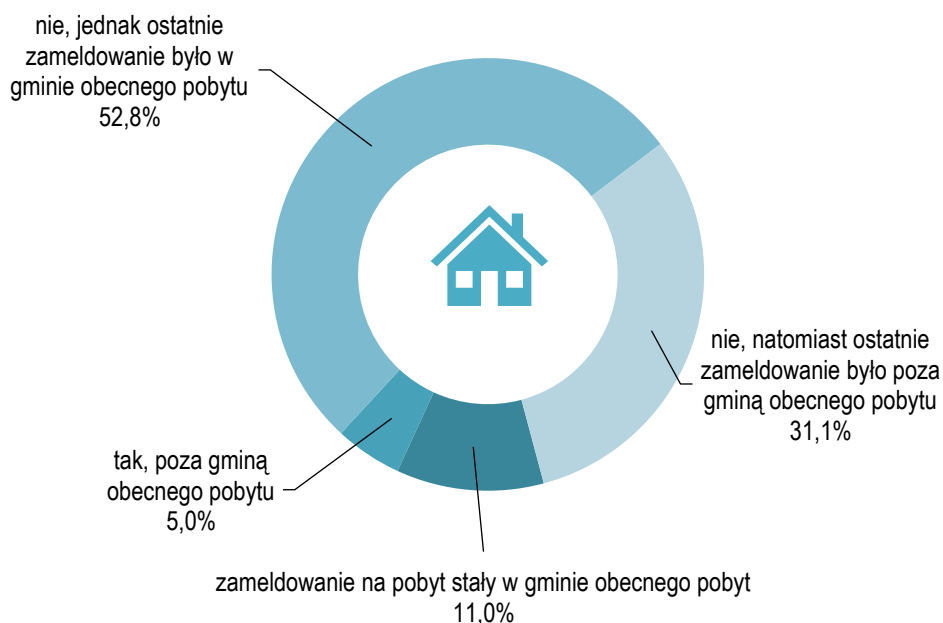 nie, jednak ostatnie
zameldowanie było w
gminie obecnego pobytu
52,8%
nie, natomiast ostatnie
zameldowanie było poza
gminą obecnego pobytu
31,1%
tak, poza gminą
obecnego pobytu
5,0%
zameldowanie na pobyt stały w gminie obecnego pobyt
11,0%